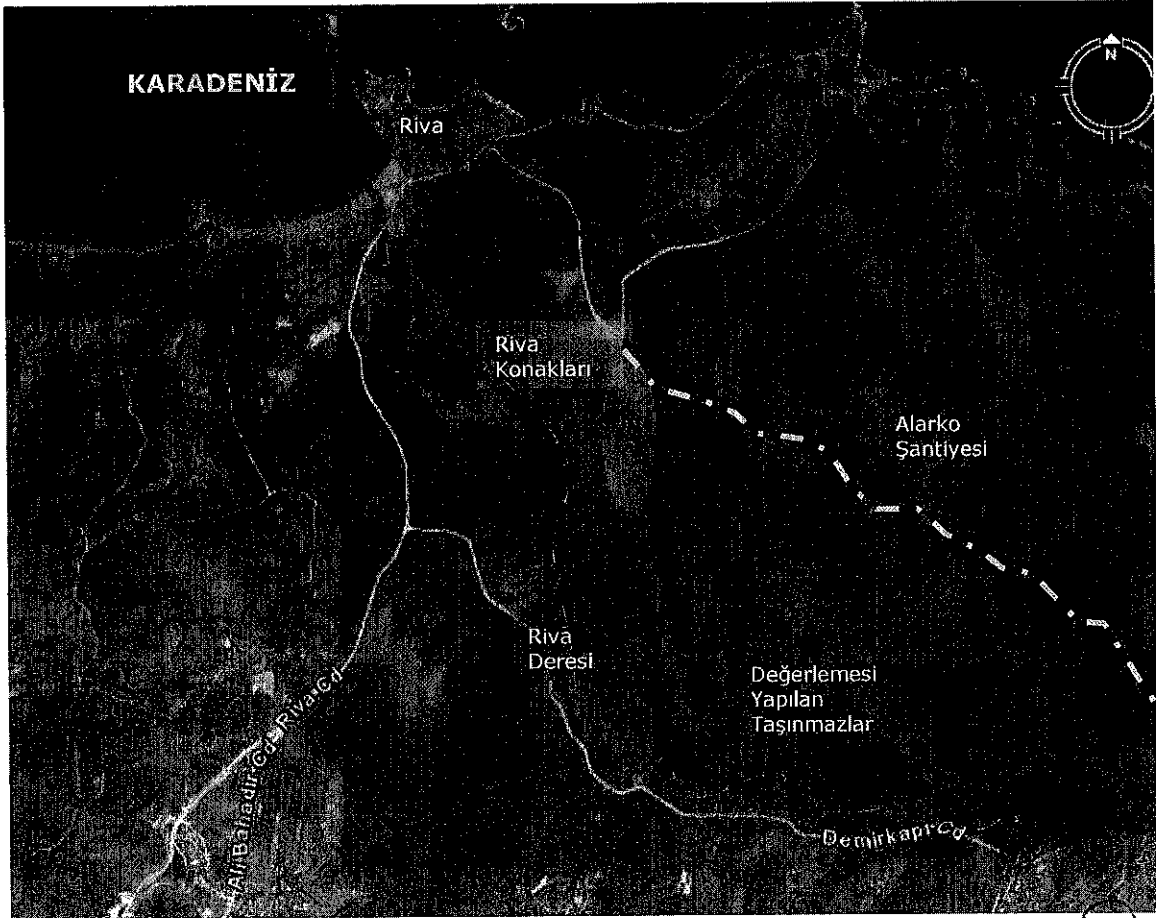 N
KARADENİZ
Riva
Riva
Konakları
Alarko
Şantiyesi
Riva
Deresi
Değerlemesi
Yapılan
Taşınmazlar
Riva Cd
Ali Bahadır Cd
Demirkapı Cd